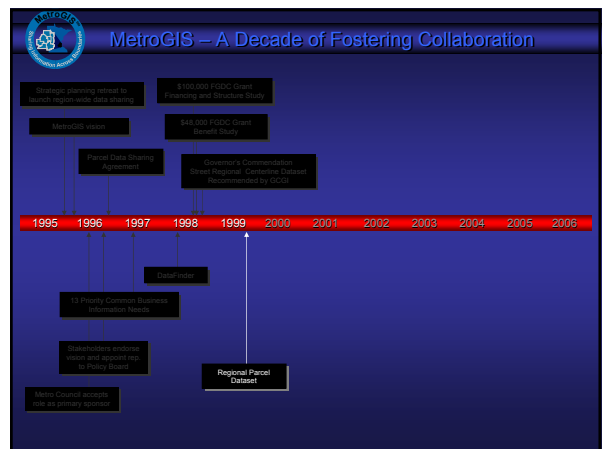 MetroGIS
Sharing Information Across Boundaries
MetroGIS – A Decade of Fostering Collaboration
Strategic planning retreat to
launch region-wide data sharing
$100,000 FGDC Grant
Financing and Structure Study
MetroGIS vision
$48,000 FGDC Grant
Benefit Study
Parcel Data Sharing
Agreement
Governor's Commendation
Street Regional Centerline Dataset
Recommended by GCGI
1995 1996 1997 1998 1999 2000 2001 2002 2003 2004 2005 2006
DataFinder
13 Priority Common Business
Information Needs
Stakeholders endorse
vision and appoint rep.
to Policy Board
Regional Parcel
Dataset
Metro Council accepts
role as primary sponsor